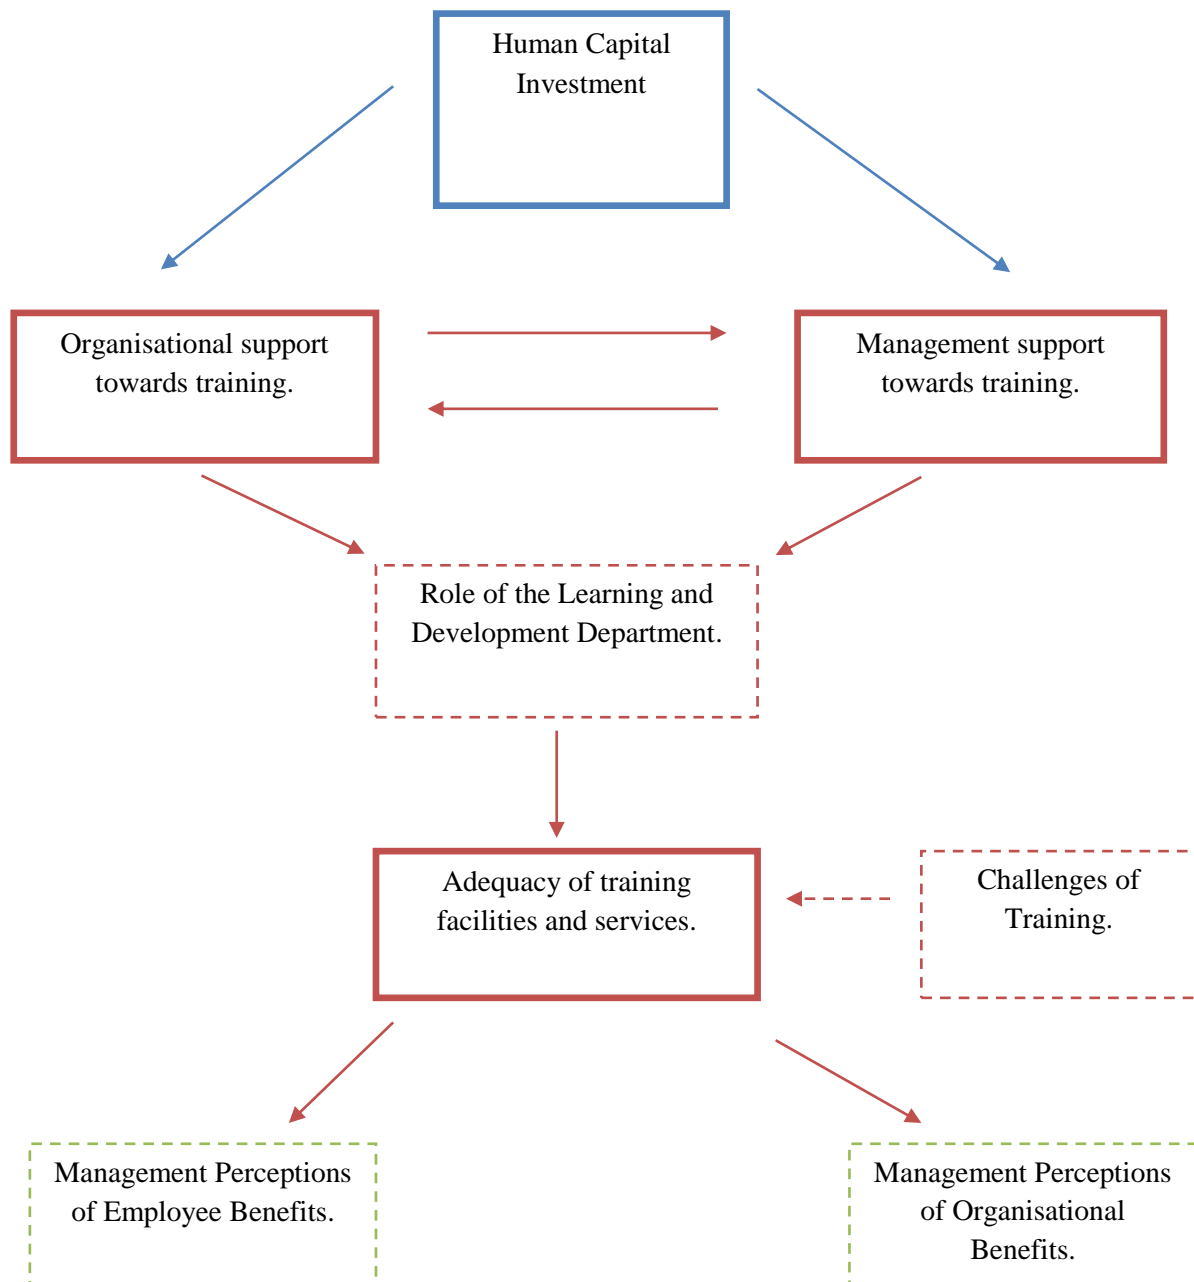 Human Capital
Investment
Organisational support
towards training.
Management support
towards training.
Role of the Learning and
Development Department.
Adequacy of training
facilities and services.
Challenges of
Training.
Management Perceptions
of Employee Benefits.
Management Perceptions
of Organisational
Benefits.